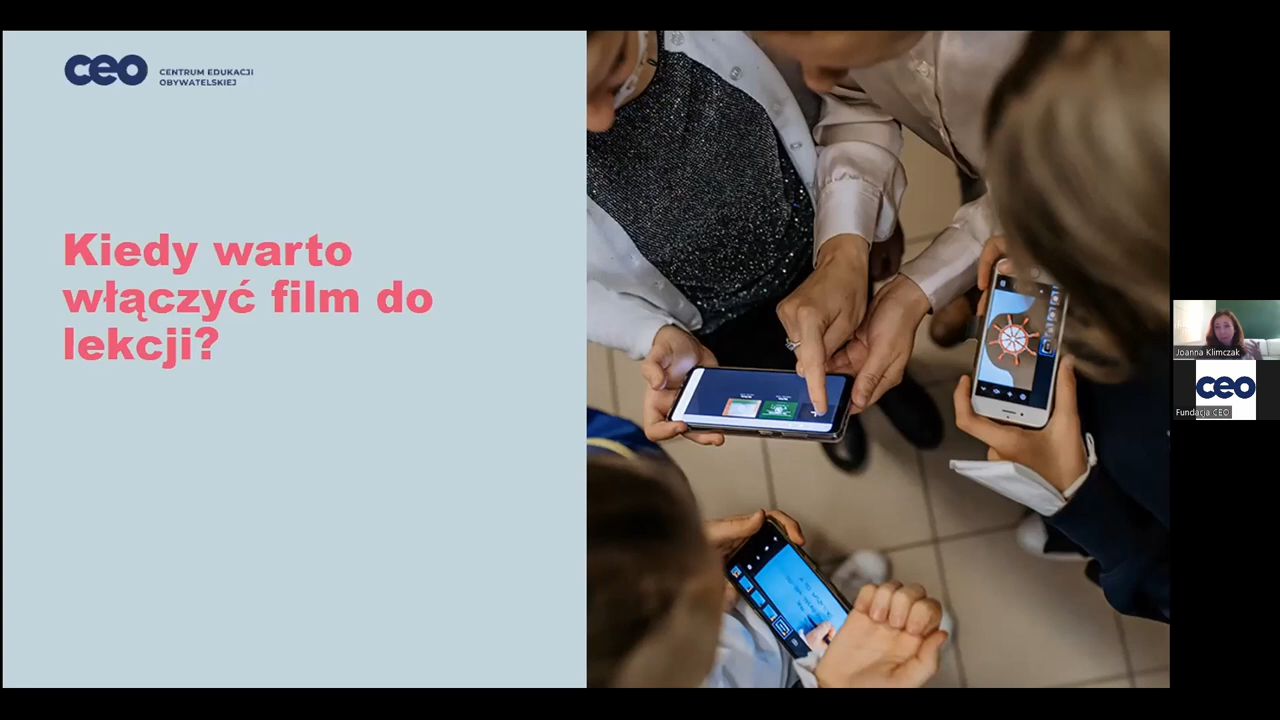 ceo CENTRUM EDUKACJI
OBYWATELSKIEJ
Kiedy warto
włączyć film do
lekcji?
Joanna Klimczak
ceo
Fundacja CEO